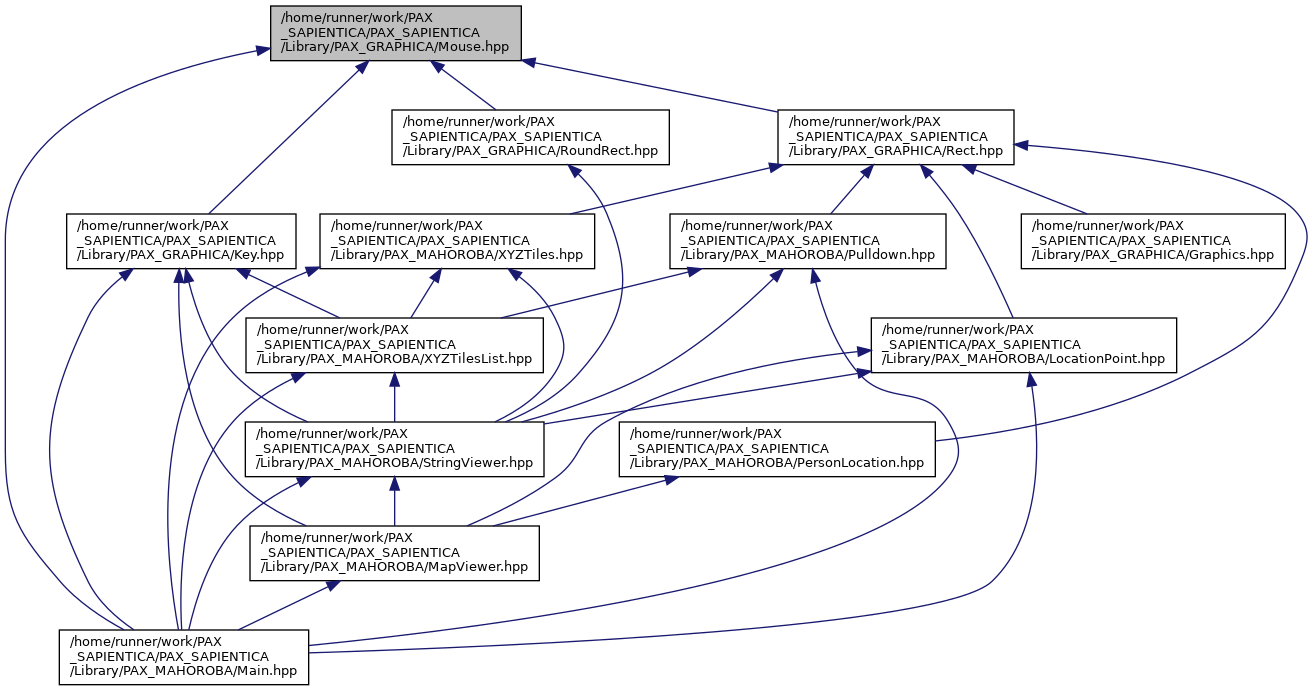 /home/runner/work/PAX
_SAPIENTICA/PAX_SAPIENTICA
/Library/PAX_GRAPHICA/Mouse.hpp
/home/runner/work/PAX
_SAPIENTICA/PAX_SAPIENTICA
/Library/PAX_GRAPHICA/RoundRect.hpp
/home/runner/work/PAX
_SAPIENTICA/PAX_SAPIENTICA
/Library/PAX_GRAPHICA/Rect.hpp
/home/runner/work/PAX
_SAPIENTICA/PAX_SAPIENTICA
/Library/PAX_GRAPHICA/Key.hpp
/home/runner/work/PAX
_SAPIENTICA/PAX_SAPIENTICA
/Library/PAX_MAHOROBA/XYZTiles.hpp
/home/runner/work/PAX
_SAPIENTICA/PAX_SAPIENTICA
/Library/PAX_MAHOROBA/Pulldown.hpp
/home/runner/work/PAX
_SAPIENTICA/PAX_SAPIENTICA
/Library/PAX_GRAPHICA/Graphics.hpp
/home/runner/work/PAX
_SAPIENTICA/PAX_SAPIENTICA
/Library/PAX_MAHOROBA/XYZTilesList.hpp
/home/runner/work/PAX
_SAPIENTICA/PAX_SAPIENTICA
/Library/PAX_MAHOROBA/LocationPoint.hpp
/home/runner/work/PAX
_SAPIENTICA/PAX_SAPIENTICA
/Library/PAX_MAHOROBA/StringViewer.hpp
/home/runner/work/PAX
_SAPIENTICA/PAX_SAPIENTICA
/Library/PAX_MAHOROBA/PersonLocation.hpp
/home/runner/work/PAX
_SAPIENTICA/PAX_SAPIENTICA
/Library/PAX_MAHOROBA/MapViewer.hpp
/home/runner/work/PAX
_SAPIENTICA/PAX_SAPIENTICA
/Library/PAX_MAHOROBA/Main.hpp